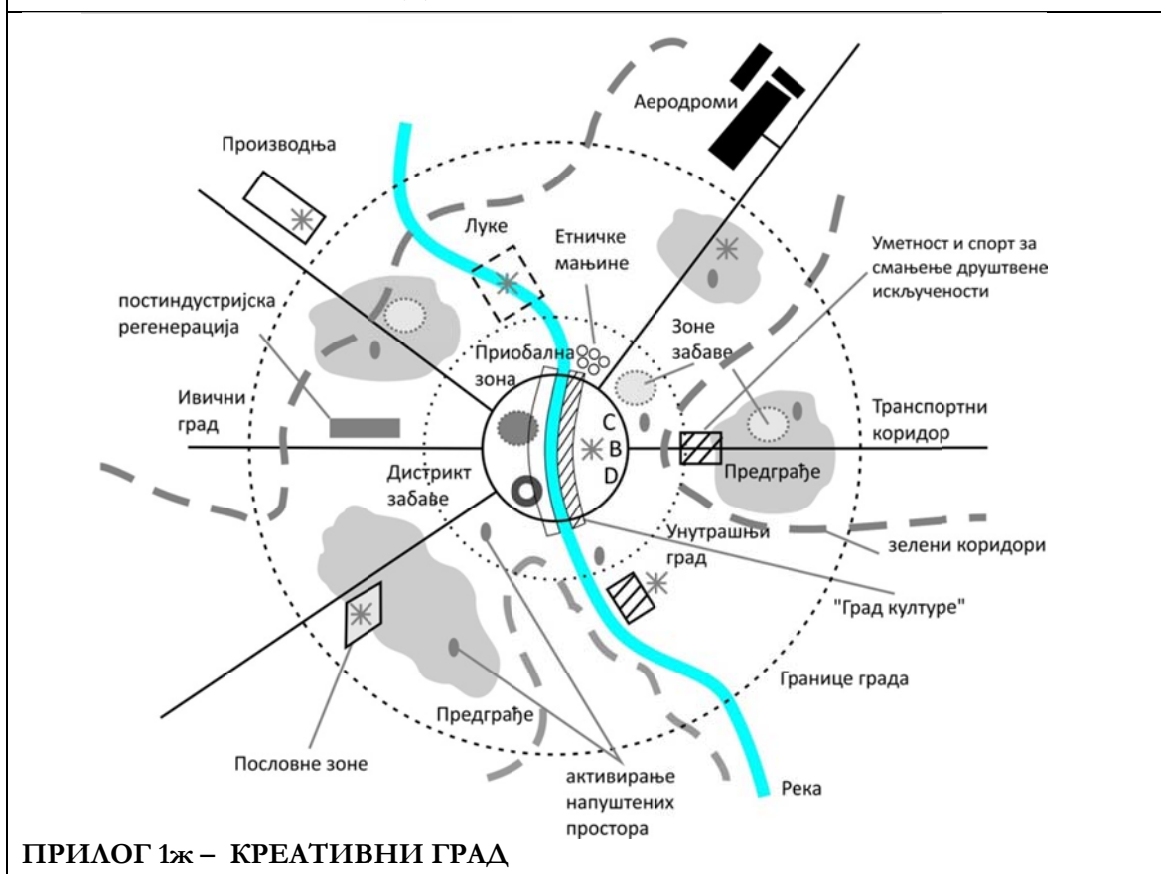 Аеродроми
Производња
Луке
Етничке
мањине
Уметност и спорт за
смањење друштвене
искључености
постиндустријска
регенерација
Зоне
забаве
Приобална
зона
Ивични
град
C
B
D
Транспортни
коридор
Дистрикт
забаве
Предграђе
Унутрашњи
град
зелени коридори
"Град културе"
Границе града
Предграђе
Пословне зоне
активирање
напуштених
простора
Река
ПРИЛОГ 1ж – КРЕАТИВНИ ГРАД